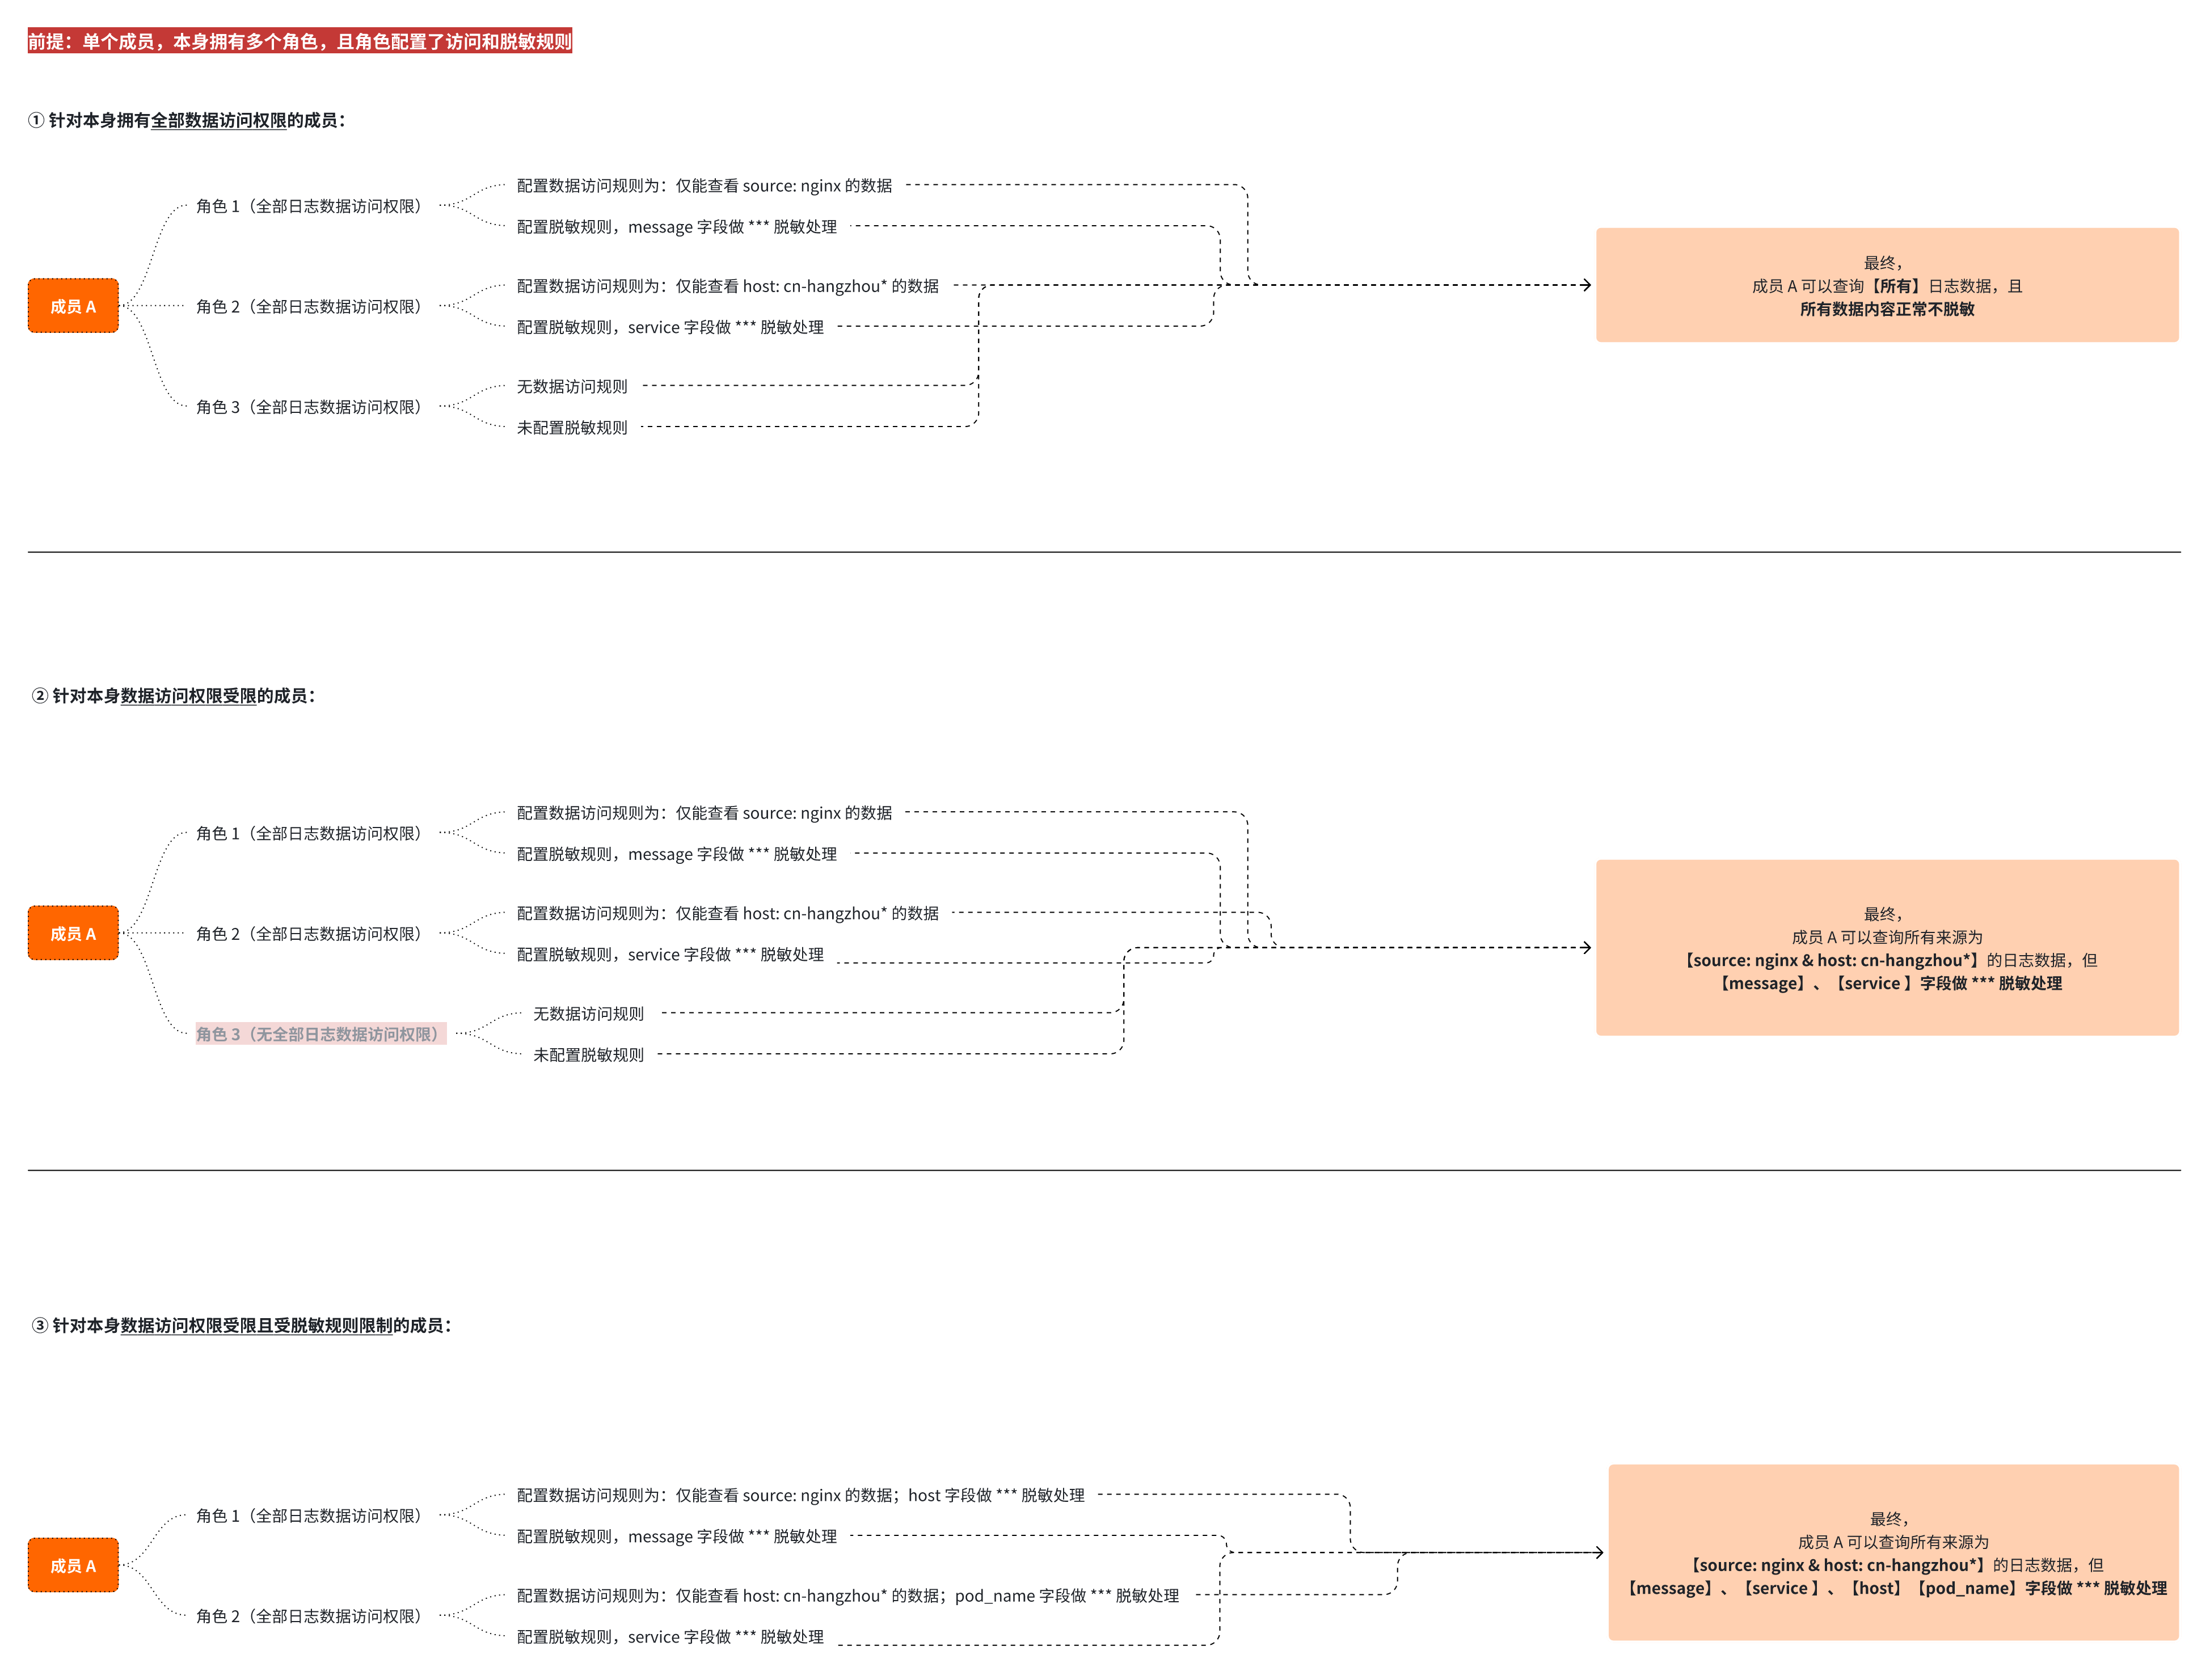 前提：单个成员，本身拥有多个角色，且角色配置了访问和脱敏规则
① 针对本身拥有全部数据访问权限的成员：
成员 A
角色 1（全部日志数据访问权限）
配置数据访问规则为：仅能查看 source: nginx 的数据
配置脱敏规则，message 字段做 *** 脱敏处理
角色 2（全部日志数据访问权限）
配置数据访问规则为：仅能查看 host: cn-hangzhou* 的数据
配置脱敏规则，service 字段做 *** 脱敏处理
角色 3（全部日志数据访问权限）
无数据访问规则
未配置脱敏规则
最终，
成员 A 可以查询【所有】日志数据，且
所有数据内容正常不脱敏
② 针对本身数据访问权限受限的成员：
成员 A
角色 1（全部日志数据访问权限）
配置数据访问规则为：仅能查看 source: nginx 的数据
配置脱敏规则，message 字段做 *** 脱敏处理
角色 2（全部日志数据访问权限）
配置数据访问规则为：仅能查看 host: cn-hangzhou* 的数据
配置脱敏规则，service 字段做 *** 脱敏处理
角色 3（无全部日志数据访问权限）
无数据访问规则
未配置脱敏规则
最终，
成员 A 可以查询所有来源为
【source: nginx & host: cn-hangzhou*】的日志数据，但
【message】、【service 】字段做 *** 脱敏处理
③ 针对本身数据访问权限受限且受脱敏规则限制的成员：
成员 A
角色 1（全部日志数据访问权限）
配置数据访问规则为：仅能查看 source: nginx 的数据；host 字段做 *** 脱敏处理
配置脱敏规则，message 字段做 *** 脱敏处理
角色 2（全部日志数据访问权限）
配置数据访问规则为：仅能查看 host: cn-hangzhou* 的数据；pod_name 字段做 *** 脱敏处理
配置脱敏规则，service 字段做 *** 脱敏处理
最终，
成员 A 可以查询所有来源为
【source: nginx & host: cn-hangzhou*】的日志数据，但
【message】、【service 】、【host】【pod_name】字段做 *** 脱敏处理